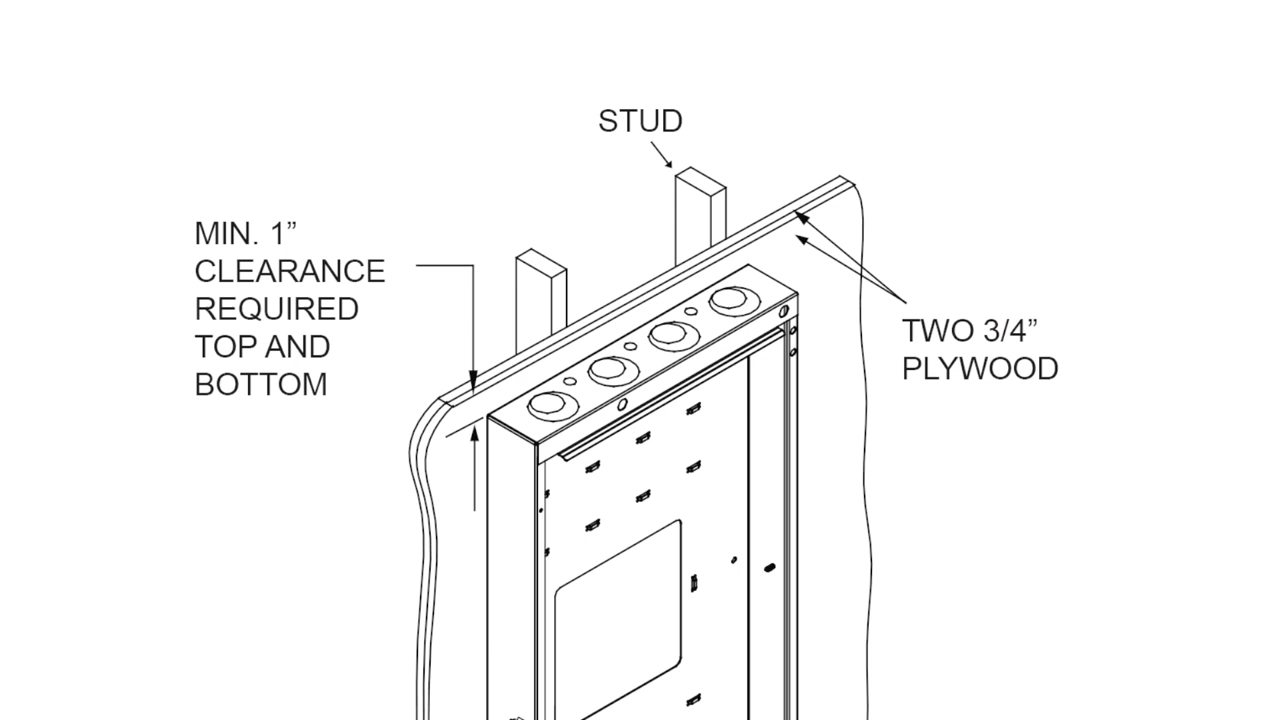 STUD
MIN. 1”
CLEARANCE
REQUIRED
TOP AND
BOTTOM
TWO 3/4”
PLYWOOD